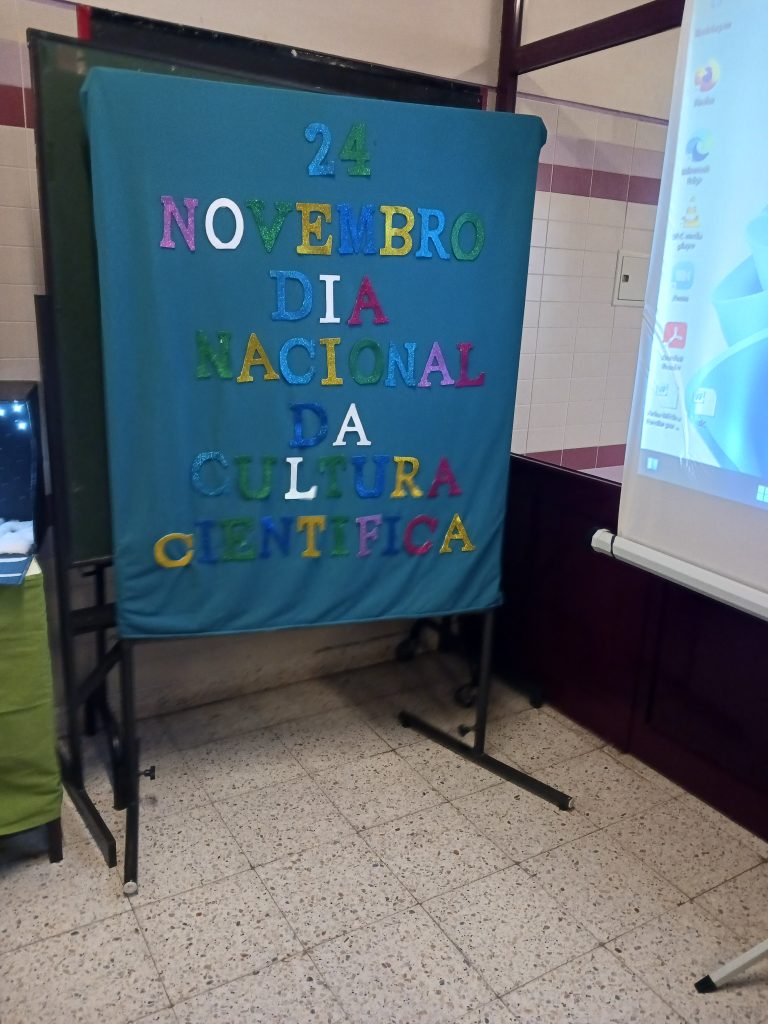 24
NOVEMBRO
DIA
NACIONAL
DA
CULTURA
CIENTIFICA